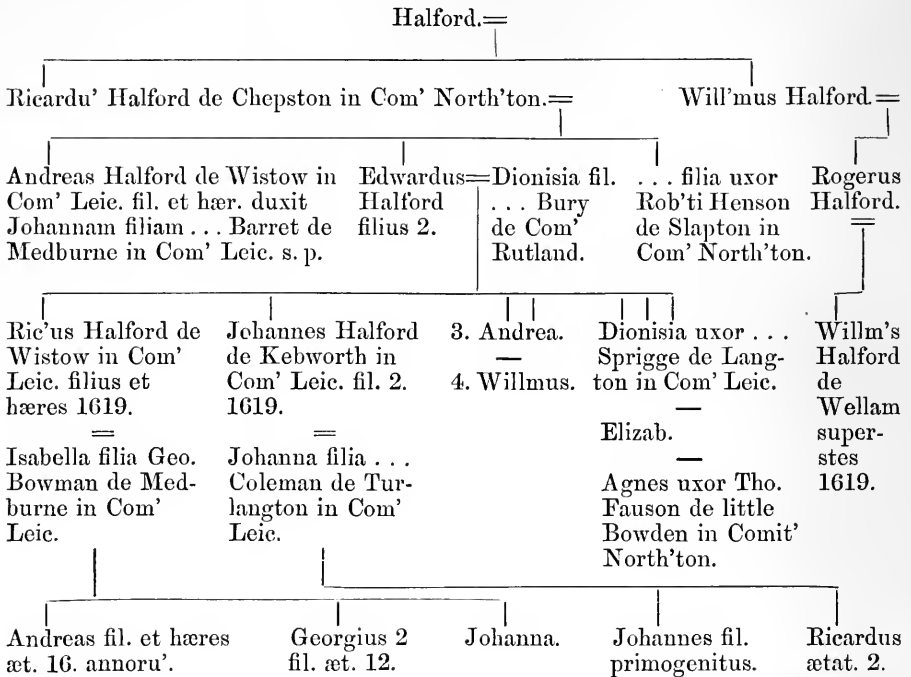 Halford.=
Ricardu' Halford de Chepston in Com' North'ton.=
Will'mus Halford.=
Andreas Halford de Wistow in
Com' Leic. fil. et hær. duxit
Johannam filiam ... Barret de
Medburne in Com' Leic. s. p.
Edwardus=
Halford
filius 2.
Dionisia fil.
... Bury
de Com'
Rutland.
... filia uxor
Rob'ti Henson
de Slapton in
Com' North'ton.
Rogerus
Halford.
=
Ric'us Halford de
Wistow in Com'
Leic. filius et
hæres 1619.
=
Isabella filia Geo.
Bowman de Med-
burne in Com'
Leic.
Johannes Halford
de Kebworth in
Com' Leic. fil. 2.
1619.
=
Johanna filia ...
Coleman de Tur-
langton in Com'
Leic.
3. Andrea.
—
4. Willmus.
Dionisia uxor ...
Sprigge de Lang-
ton in Com' Leic.
—
Elizab.
—
Agnes uxor Tho.
Fauson de little
Bowden in Comit'
North'ton.
Willm's
Halford
de
Wellam
super-
stes
1619.
Andreas fil. et hæres
æt. 16. annoru'.
Georgius 2
fil. æt. 12.
Johanna.
Johannes fil.
primogenitus.
Ricardus
ætat. 2.